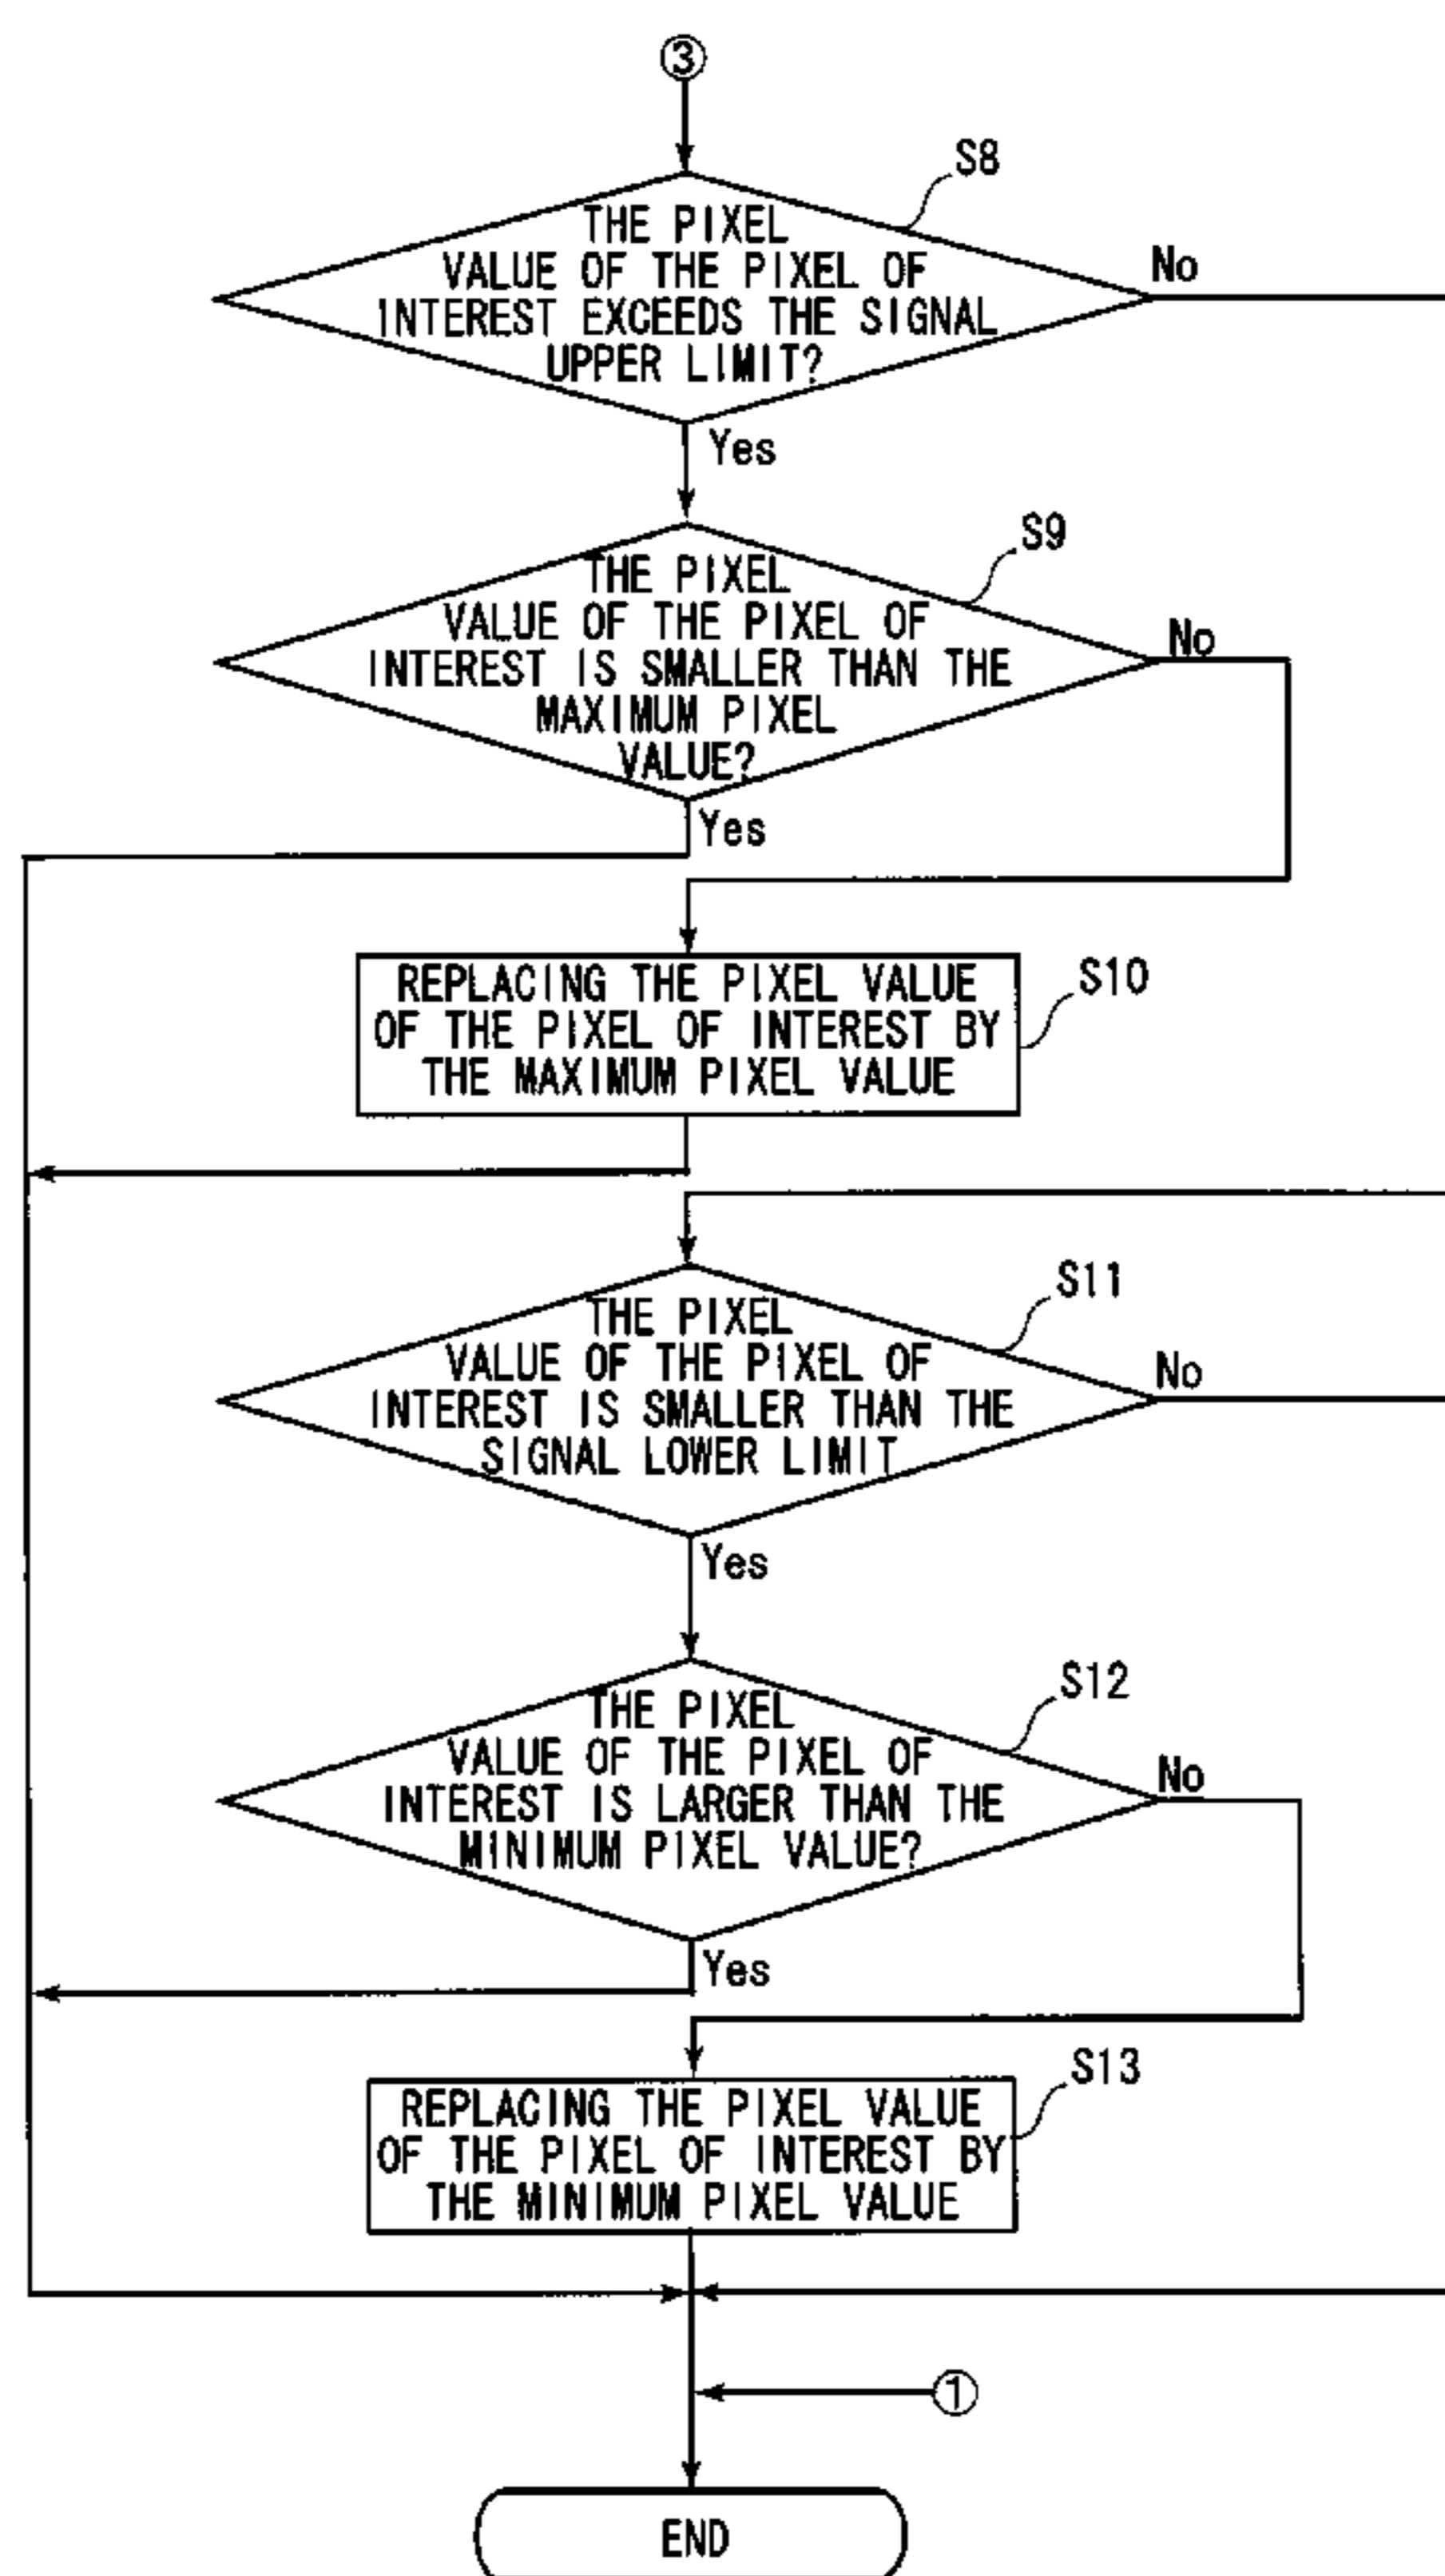 ③
S8
THE PIXEL
VALUE OF THE PIXEL OF
INTEREST EXCEEDS THE SIGNAL
UPPER LIMIT?
No
Yes
S9
THE PIXEL
VALUE OF THE PIXEL OF
INTEREST IS SMALLER THAN THE
MAXIMUM PIXEL
VALUE?
No
Yes
S10
REPLACING THE PIXEL VALUE
OF THE PIXEL OF INTEREST BY
THE MAXIMUM PIXEL VALUE
S11
THE PIXEL
VALUE OF THE PIXEL OF
INTEREST IS SMALLER THAN THE
SIGNAL LOWER LIMIT
No
Yes
S12
THE PIXEL
VALUE OF THE PIXEL OF
INTEREST IS LARGER THAN THE
MINIMUM PIXEL VALUE?
No
Yes
S13
REPLACING THE PIXEL VALUE
OF THE PIXEL OF INTEREST BY
THE MINIMUM PIXEL VALUE
①
END